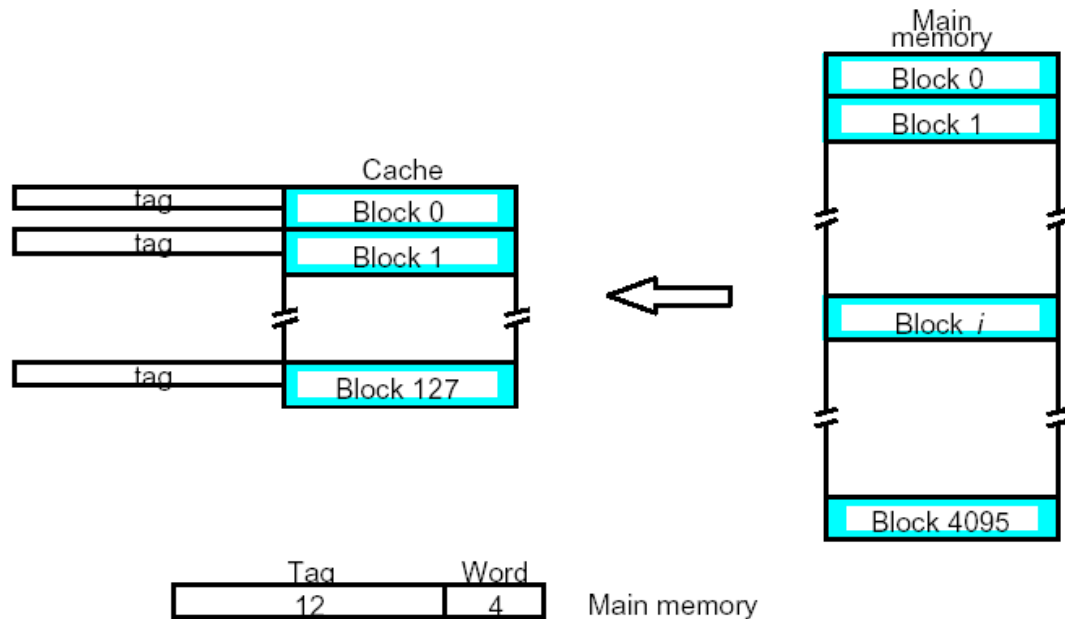 Main
memory
Block 0
Block 1
Cache
tag
Block 0
tag
Block 1
Block i
tag
Block 127
Block 4095
Tag
Word
12
4
Main memory